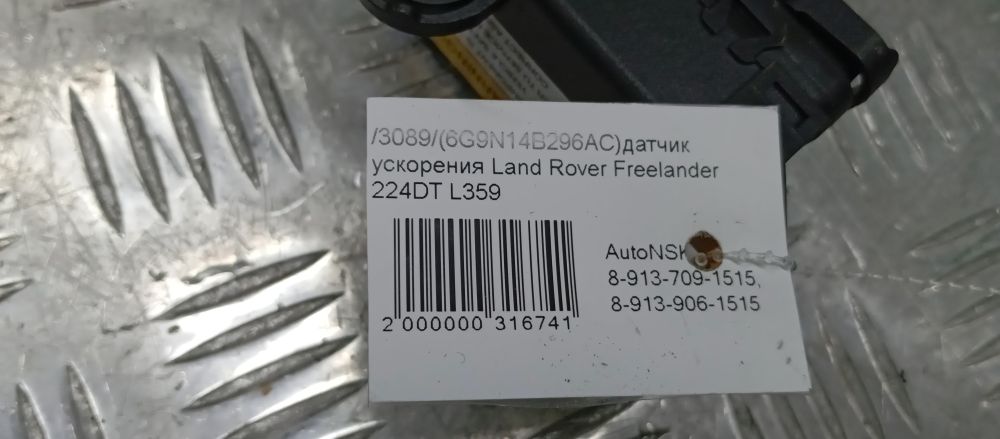 /3089/(6G9N14B296AC)датчик
ускорения Land Rover Freelander
224DT L359
AutoNSK
8-913-709-1515,
8-913-906-1515
2 000000 316741